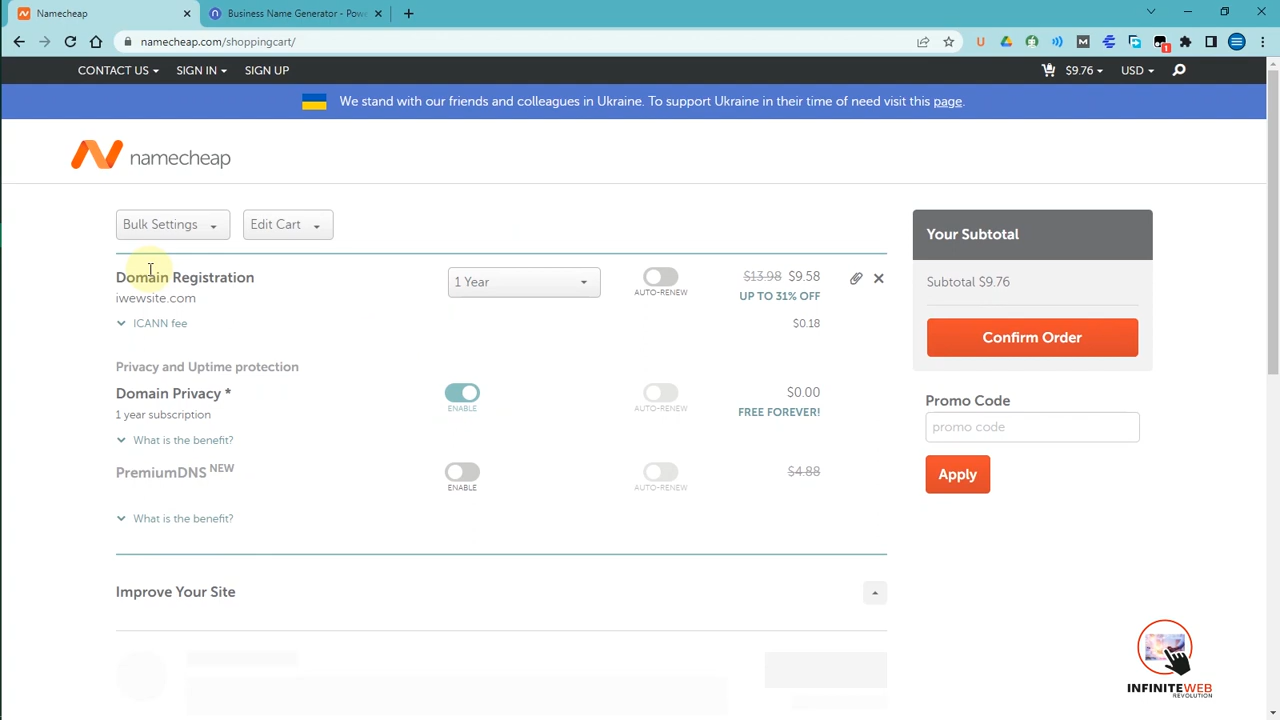 Namecheap
Business Name Generator - Powe
namecheap.com/shoppingcart/
CONTACT US
SIGN IN
SIGN UP
$9.76
USD
We stand with our friends and colleagues in Ukraine. To support Ukraine in their time of need visit this page.
namecheap
Bulk Settings
Edit Cart
Your Subtotal
Subtotal $9.76
Confirm Order
Domain Registration
1 Year
AUTO-RENEW
$13.98 $9.58
iwewsite.com
UP TO 31% OFF
ICANN fee
$0.18
Privacy and Uptime protection
Domain Privacy *
ENABLE
AUTO-RENEW
$0.00
1 year subscription
FREE FOREVER!
What is the benefit?
PremiumDNS NEW
ENABLE
AUTO-RENEW
$4.88
What is the benefit?
Promo Code
promo code
Apply
Improve Your Site
INFINITEWEB
REVOLUTION